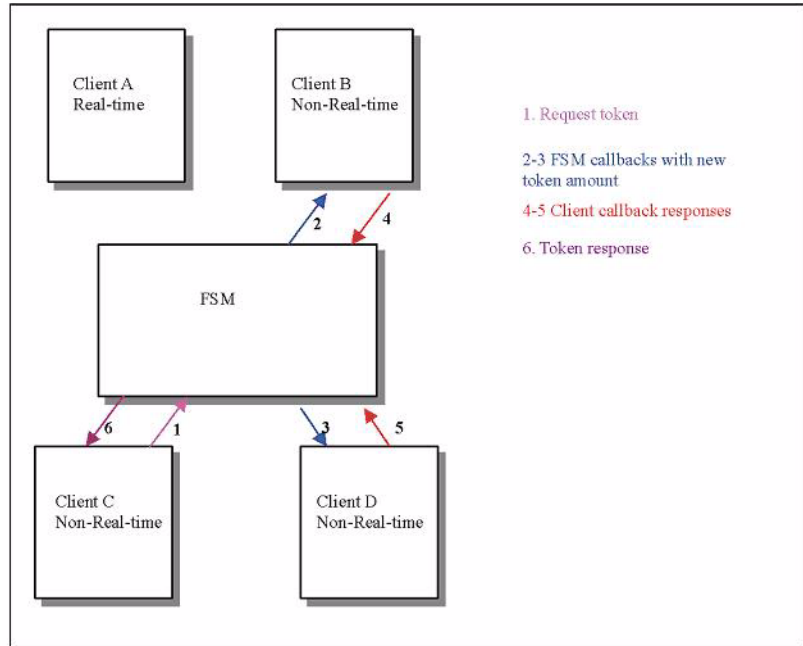 Client A
Real-time
Client B
Non-Real-time
1. Request token
2-3 FSM callbacks with new
token amount
4-5 Client callback responses
6. Token response
2
4
FSM
6
1
3
5
Client C
Non-Real-time
Client D
Non-Real-time